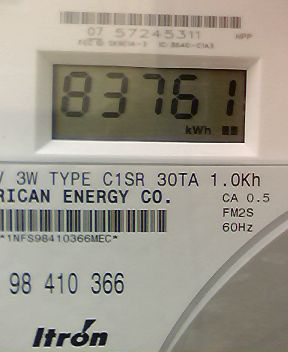 07 57245311 NPP
83761
kWh
V 3W TYPE C1SR 30TA 1.0Kh
RICAN ENERGY CO. CA 0.5
*1NFS98410366MEC* FM2S
60Hz
98 410 366
Itron